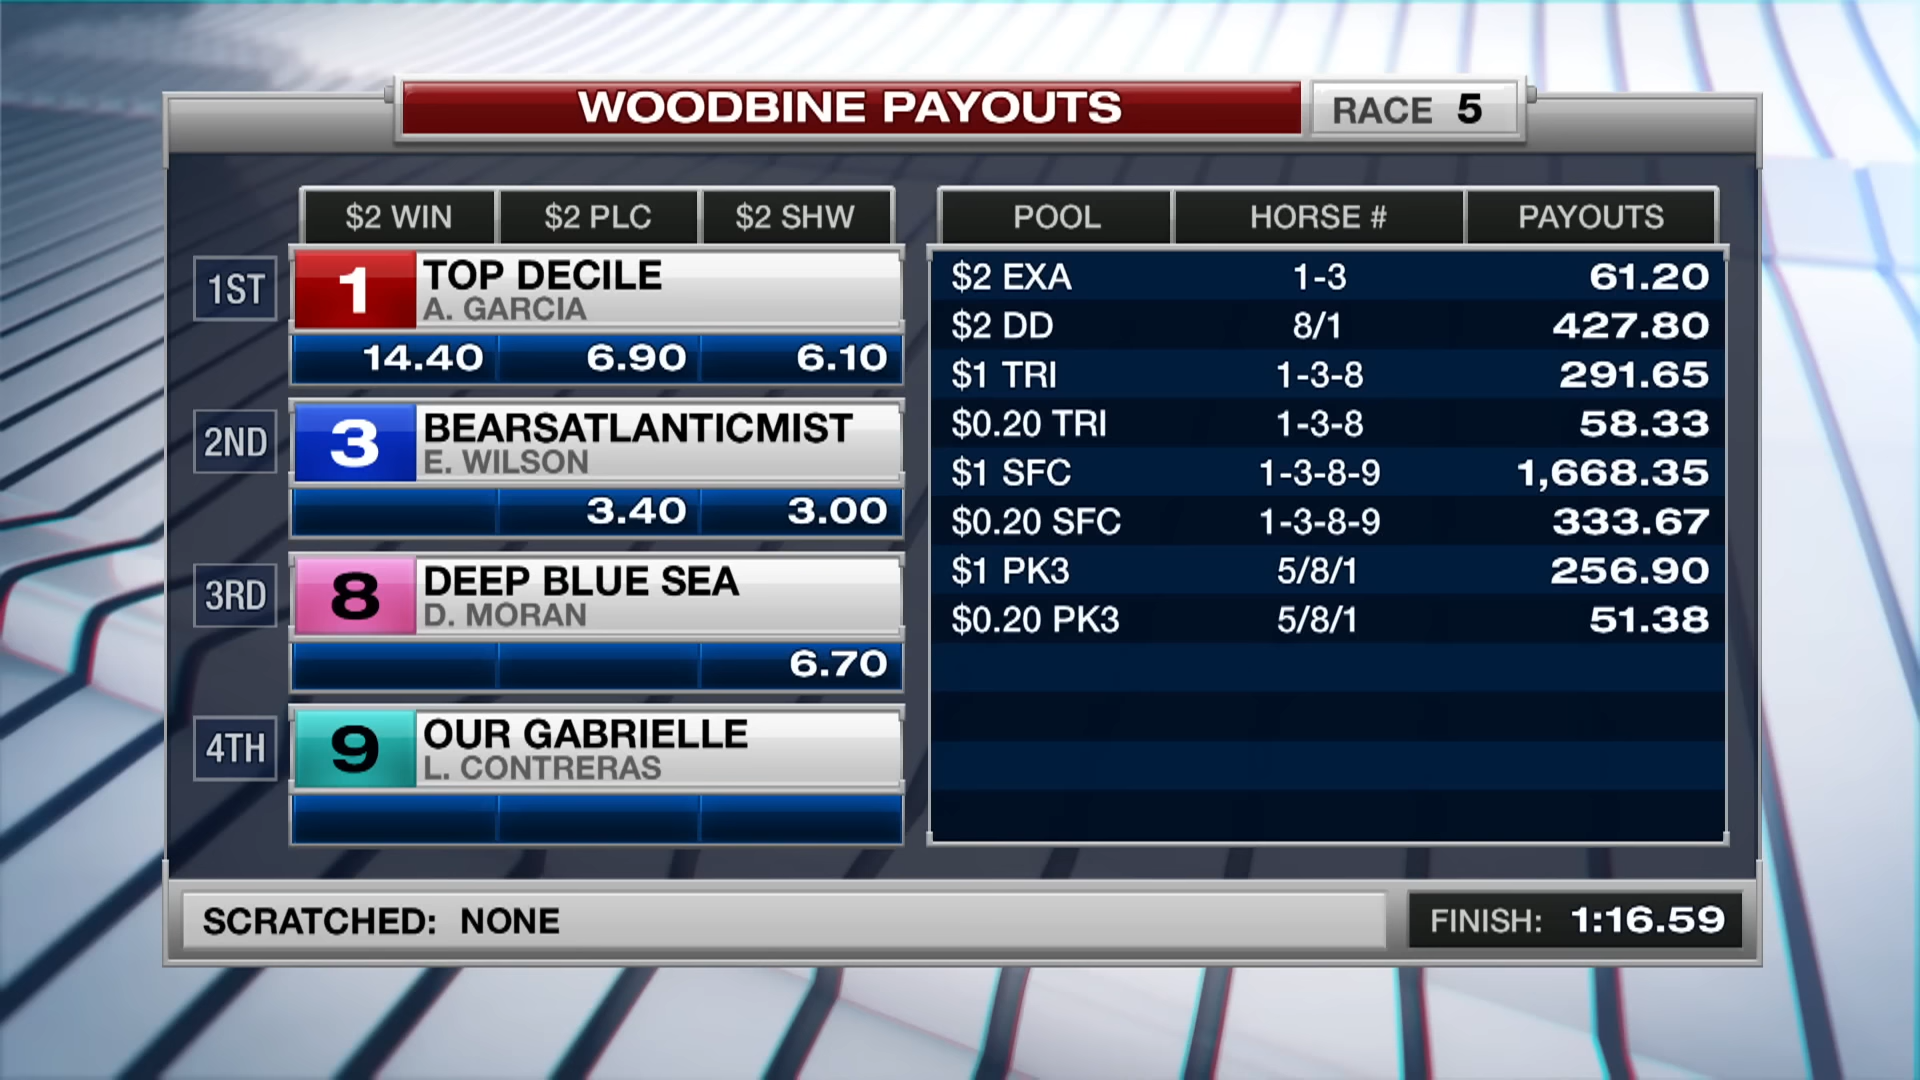 WOODBINE PAYOUTS
RACE 5
$2 WIN $2 PLC $2 SHW
1ST 1 TOP DECILE
A. GARCIA
14.40 6.90 6.10
2ND 3 BEARSATLANTICMIST
E. WILSON
3.40 3.00
3RD 8 DEEP BLUE SEA
D. MORAN
6.70
4TH 9 OUR GABRIELLE
L. CONTRERAS
POOL HORSE # PAYOUTS
$2 EXA 1-3 61.20
$2 DD 8/1 427.80
$1 TRI 1-3-8 291.65
$0.20 TRI 1-3-8 58.33
$1 SFC 1-3-8-9 1,668.35
$0.20 SFC 1-3-8-9 333.67
$1 PK3 5/8/1 256.90
$0.20 PK3 5/8/1 51.38
SCRATCHED: NONE
FINISH: 1:16.59